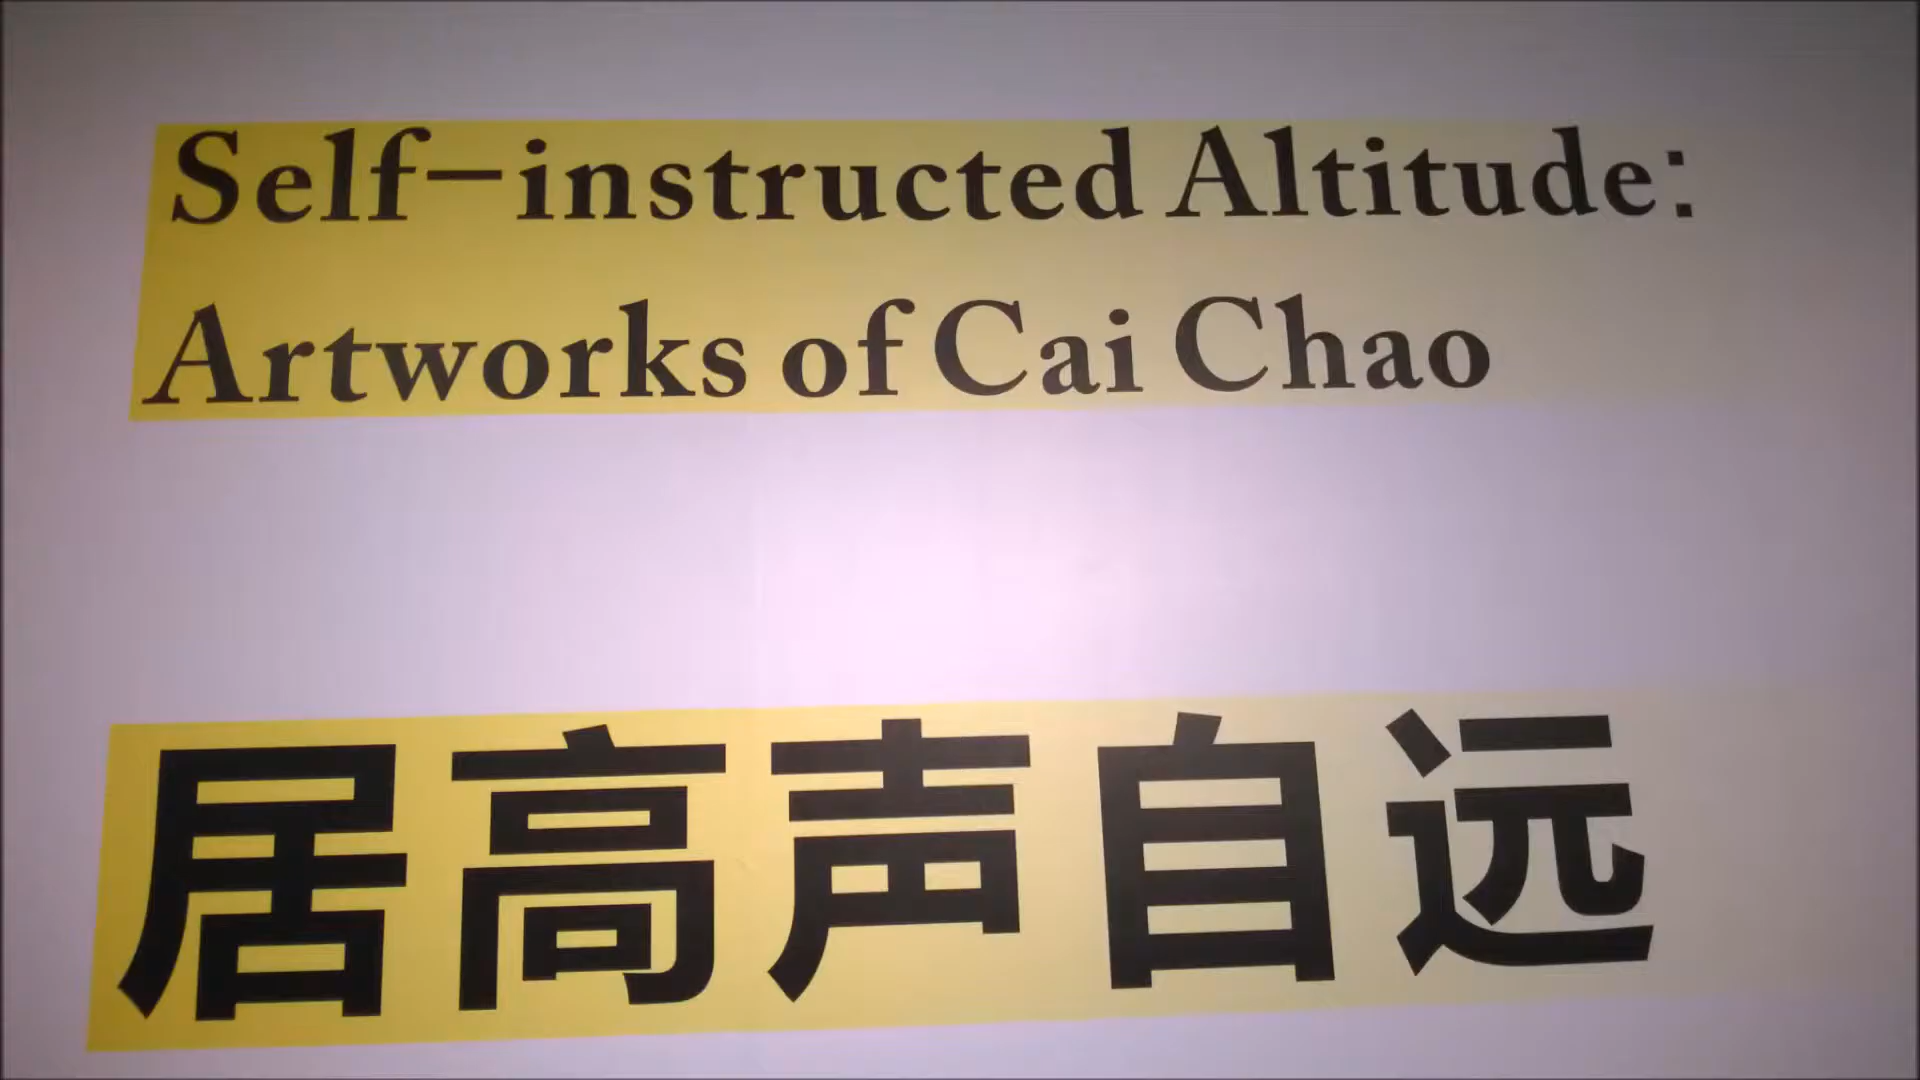 Self-instructed Altitude:
Artworks of Cai Chao
居高声自远